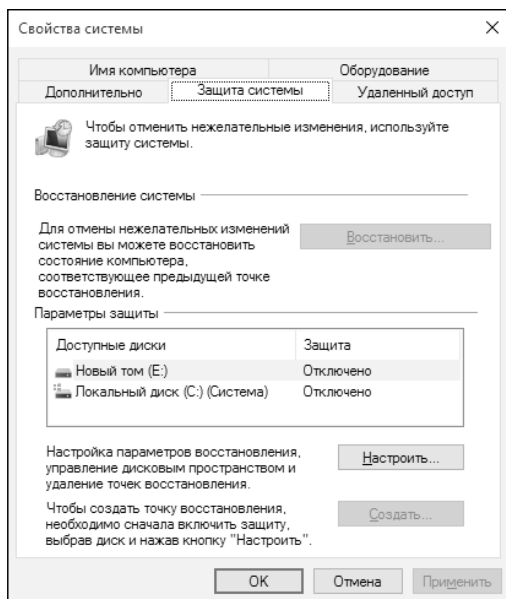 Свойства системы
Имя компьютера
Оборудование
Дополнительно
Защита системы
Удаленный доступ
Чтобы отменить нежелательные изменения, используйте
защиту системы.
Восстановление системы
Для отмены нежелательных изменений
системы вы можете восстановить
состояние компьютера,
соответствующее предыдущей точке
восстановления.
Восстановить...
Параметры защиты
Доступные диски Защита
Новый том (E:) Отключено
Локальный диск (C:) (Система) Отключено
Настройка параметров восстановления,
управление дисковым пространством и
удаление точек восстановления.
Настроить...
Чтобы создать точку восстановления,
необходимо сначала включить защиту,
выбрав диск и нажав кнопку "Настроить".
Создать...
OK Отмена Применить